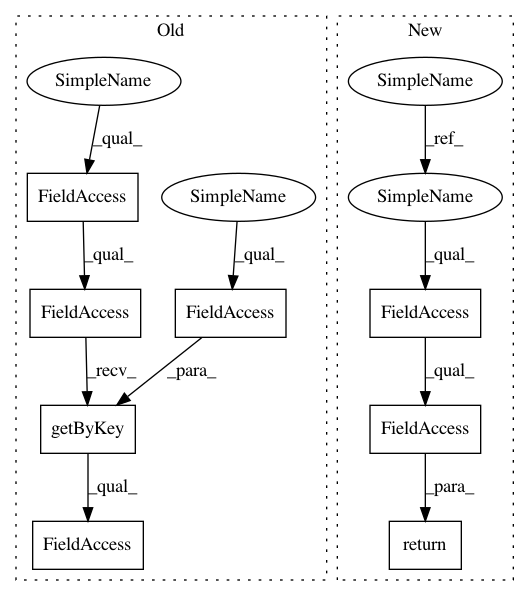 Old
New
SimpleName
SimpleName
_qual_
_ref_
FieldAccess
SimpleName
SimpleName
_qual_
_qual_
_qual_
FieldAccess
FieldAccess
FieldAccess
_recv_
_para_
_qual_
getByKey
FieldAccess
_qual_
_para_
FieldAccess
return